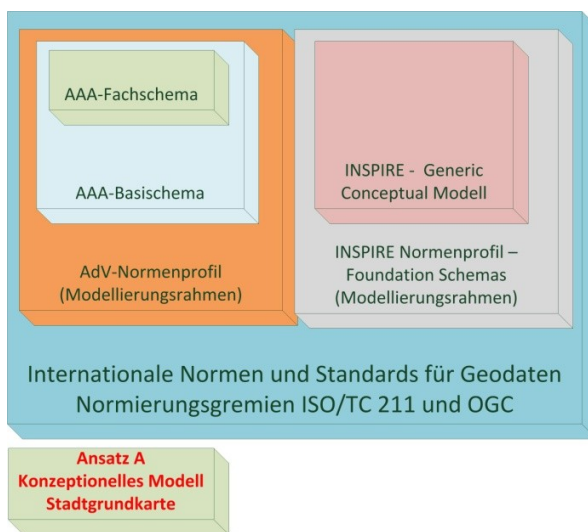 AAA-Fachschema
AAA-Basischema
AdV-Normenprofil
(Modellierungsrahmen)
INSPIRE - Generic
Conceptual Modell
INSPIRE Normenprofil –
Foundation Schemas
(Modellierungsrahmen)
Internationale Normen und Standards für Geodaten
Normierungsgremien ISO/TC 211 und OGC
Ansatz A
Konzeptionelles Modell
Stadtgrundkarte